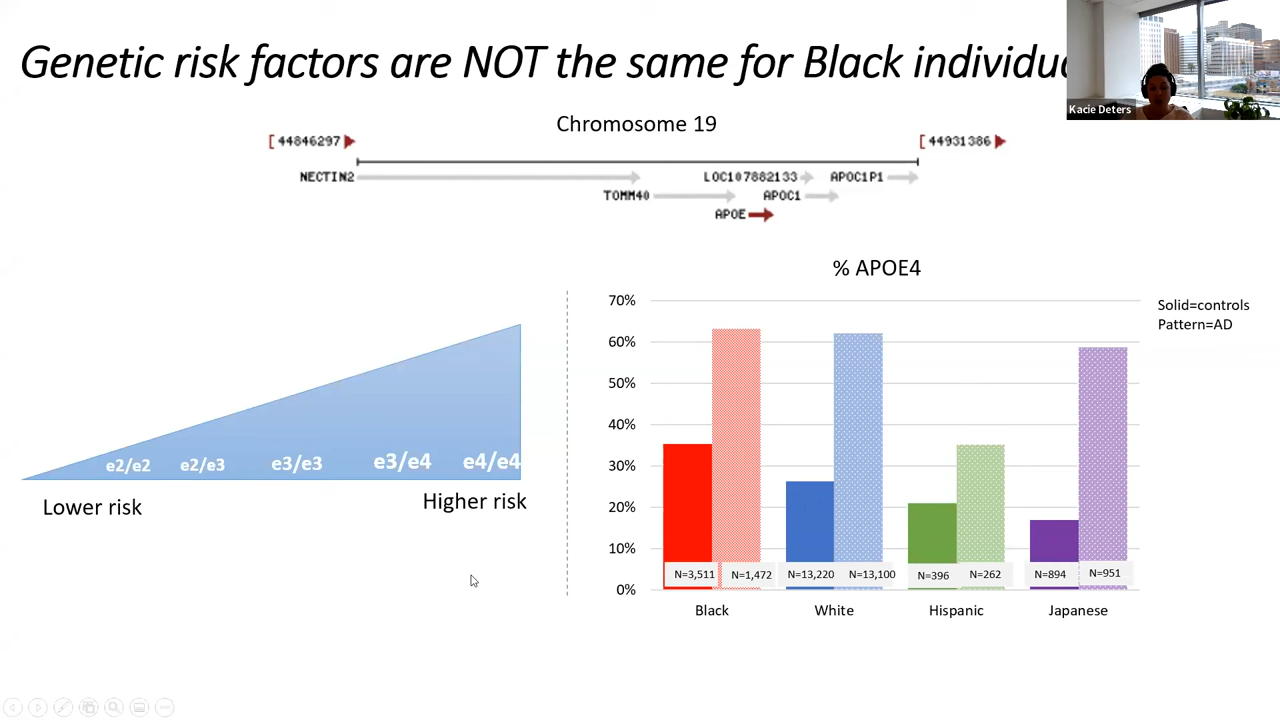 Genetic risk factors are NOT the same for Black individu
Kacie Deters
Chromosome 19
[ 44846297
[ 44931386
NECTIN2
LOC107882133
APOC1P1
TOMM40
APOC1
APOE
% APOE4
Solid=controls
Pattern=AD
e2/e2 e2/e3 e3/e3 e3/e4 e4/e4
Lower risk
Higher risk
70%
60%
50%
40%
30%
20%
10%
0%
N=3,511 N=1,472 N=13,220 N=13,100 N=396 N=262 N=894 N=951
Black White Hispanic Japanese